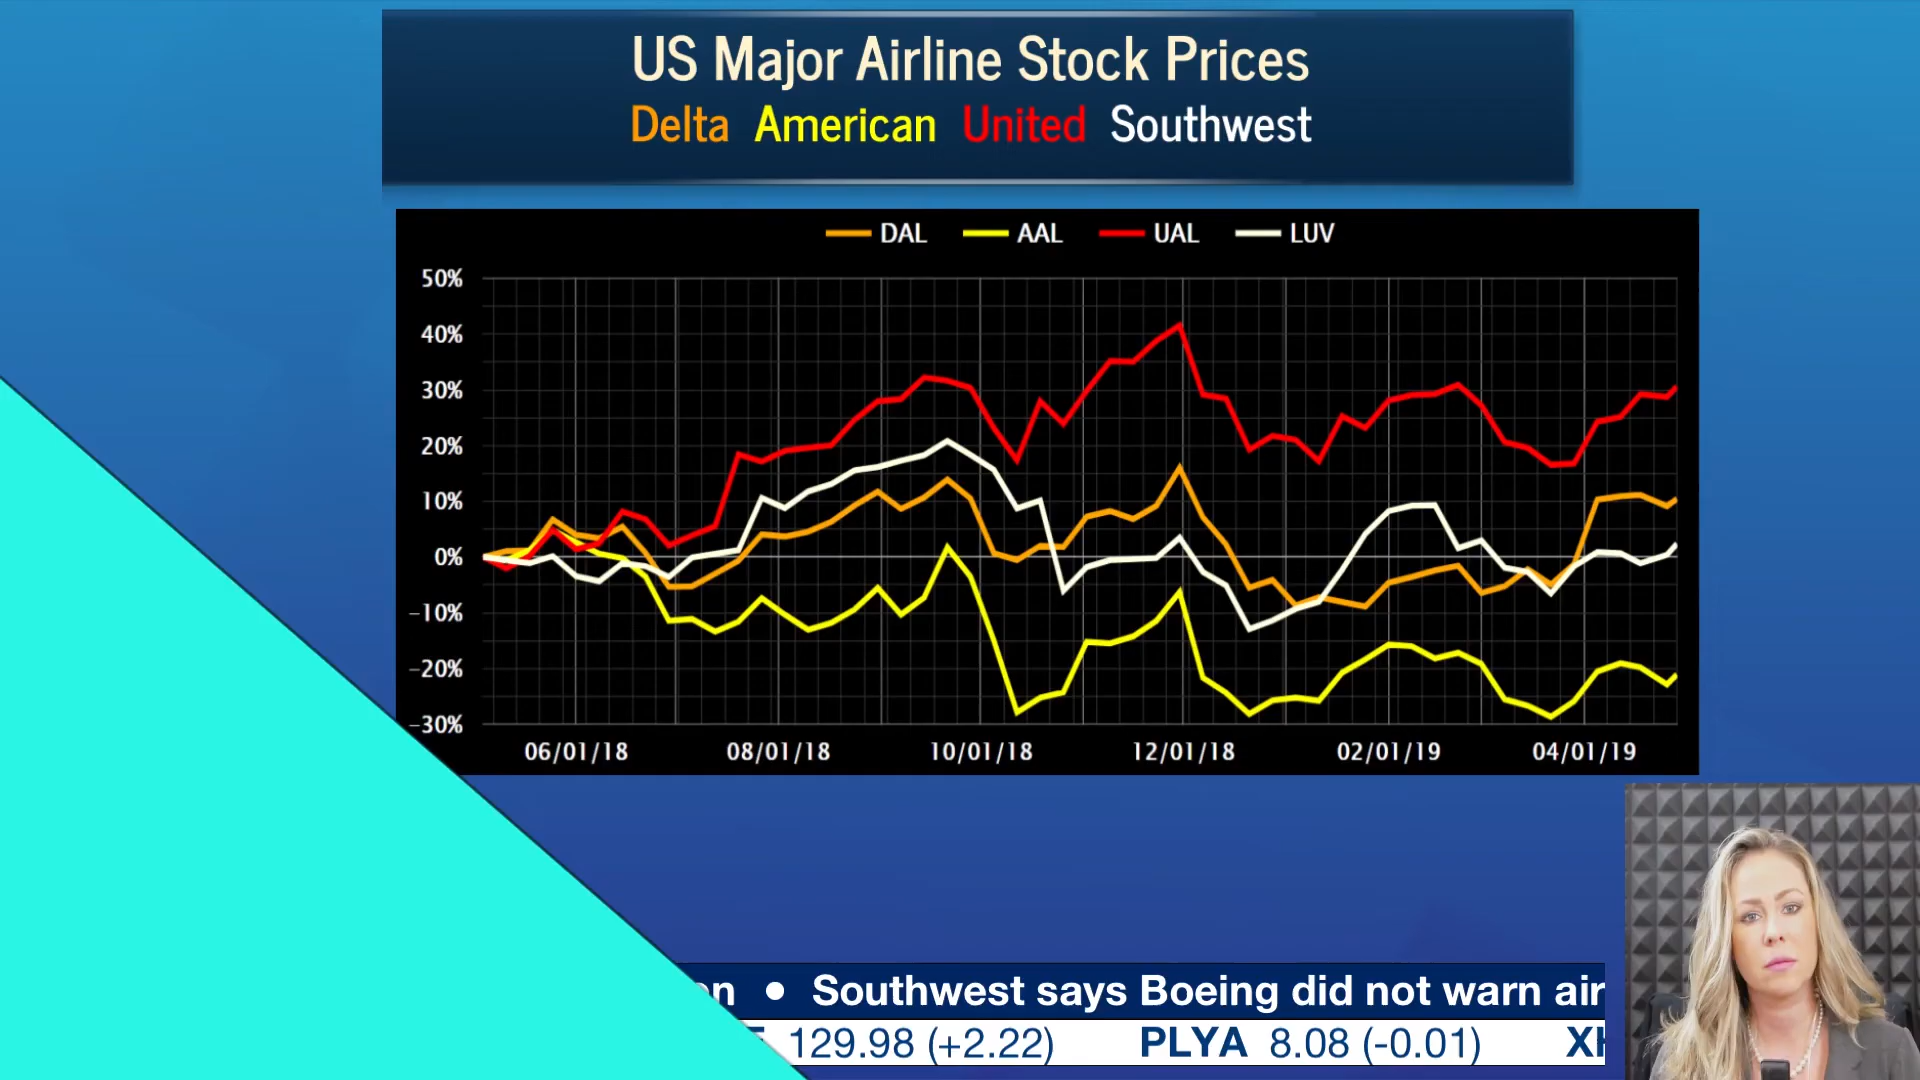 US Major Airline Stock Prices
Delta American United Southwest
DAL AAL UAL LUV
50%
40%
30%
20%
10%
0%
−10%
−20%
−30%
06/01/18 08/01/18 10/01/18 12/01/18 02/01/19 04/01/19
• Southwest says Boeing did not warn
129.98 (+2.22) PLYA 8.08 (-0.01)